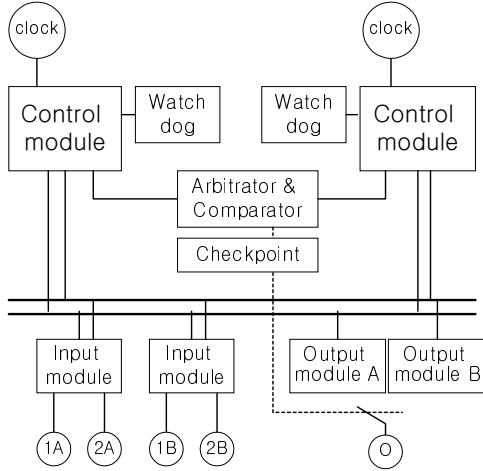 clock
clock
Control
module
Watch
dog
Watch
dog
Control
module
Arbitrator &
Comparator
Checkpoint
Input
module
Input
module
Output
module A
Output
module B
1A
2A
1B
2B
O